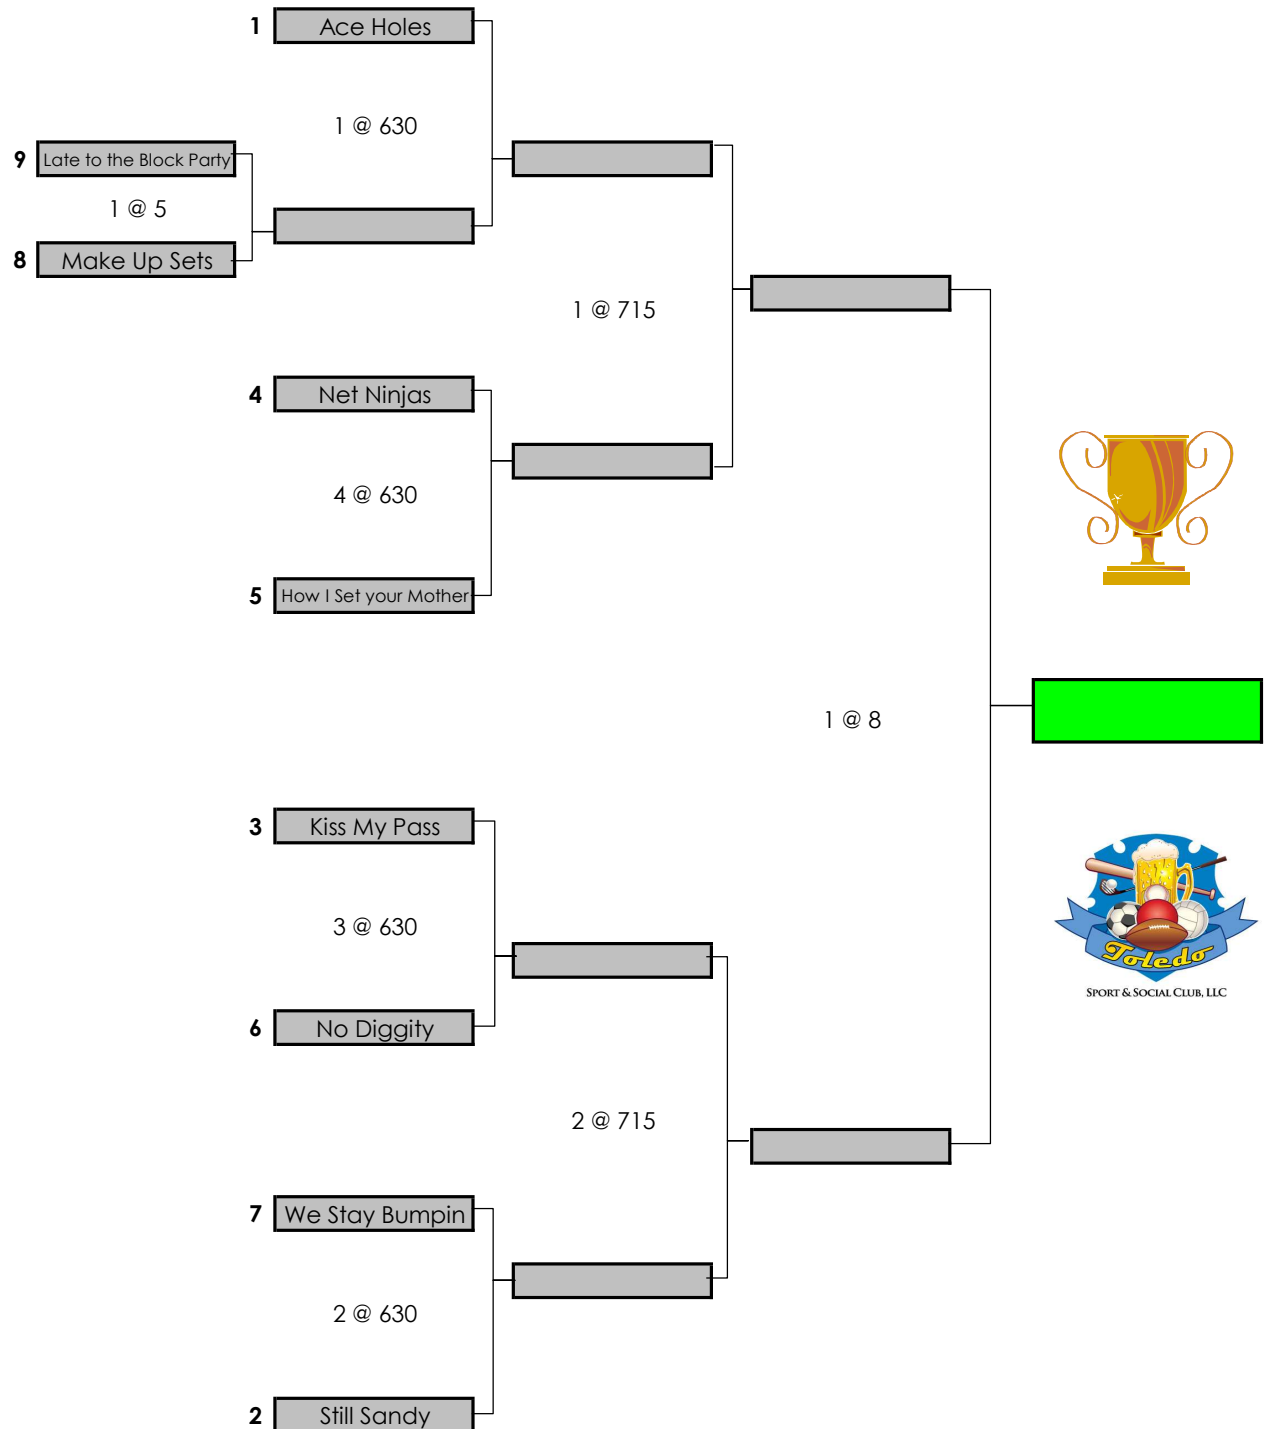 1 Ace Holes
1 @ 630
9 Late to the Block Party
1 @ 5
8 Make Up Sets
1 @ 715
4 Net Ninjas
4 @ 630
5 How I Set your Mother
1 @ 8
3 Kiss My Pass
3 @ 630
6 No Diggity
2 @ 715
7 We Stay Bumpin
2 @ 630
2 Still Sandy
Toledo
SPORT & SOCIAL CLUB, LLC